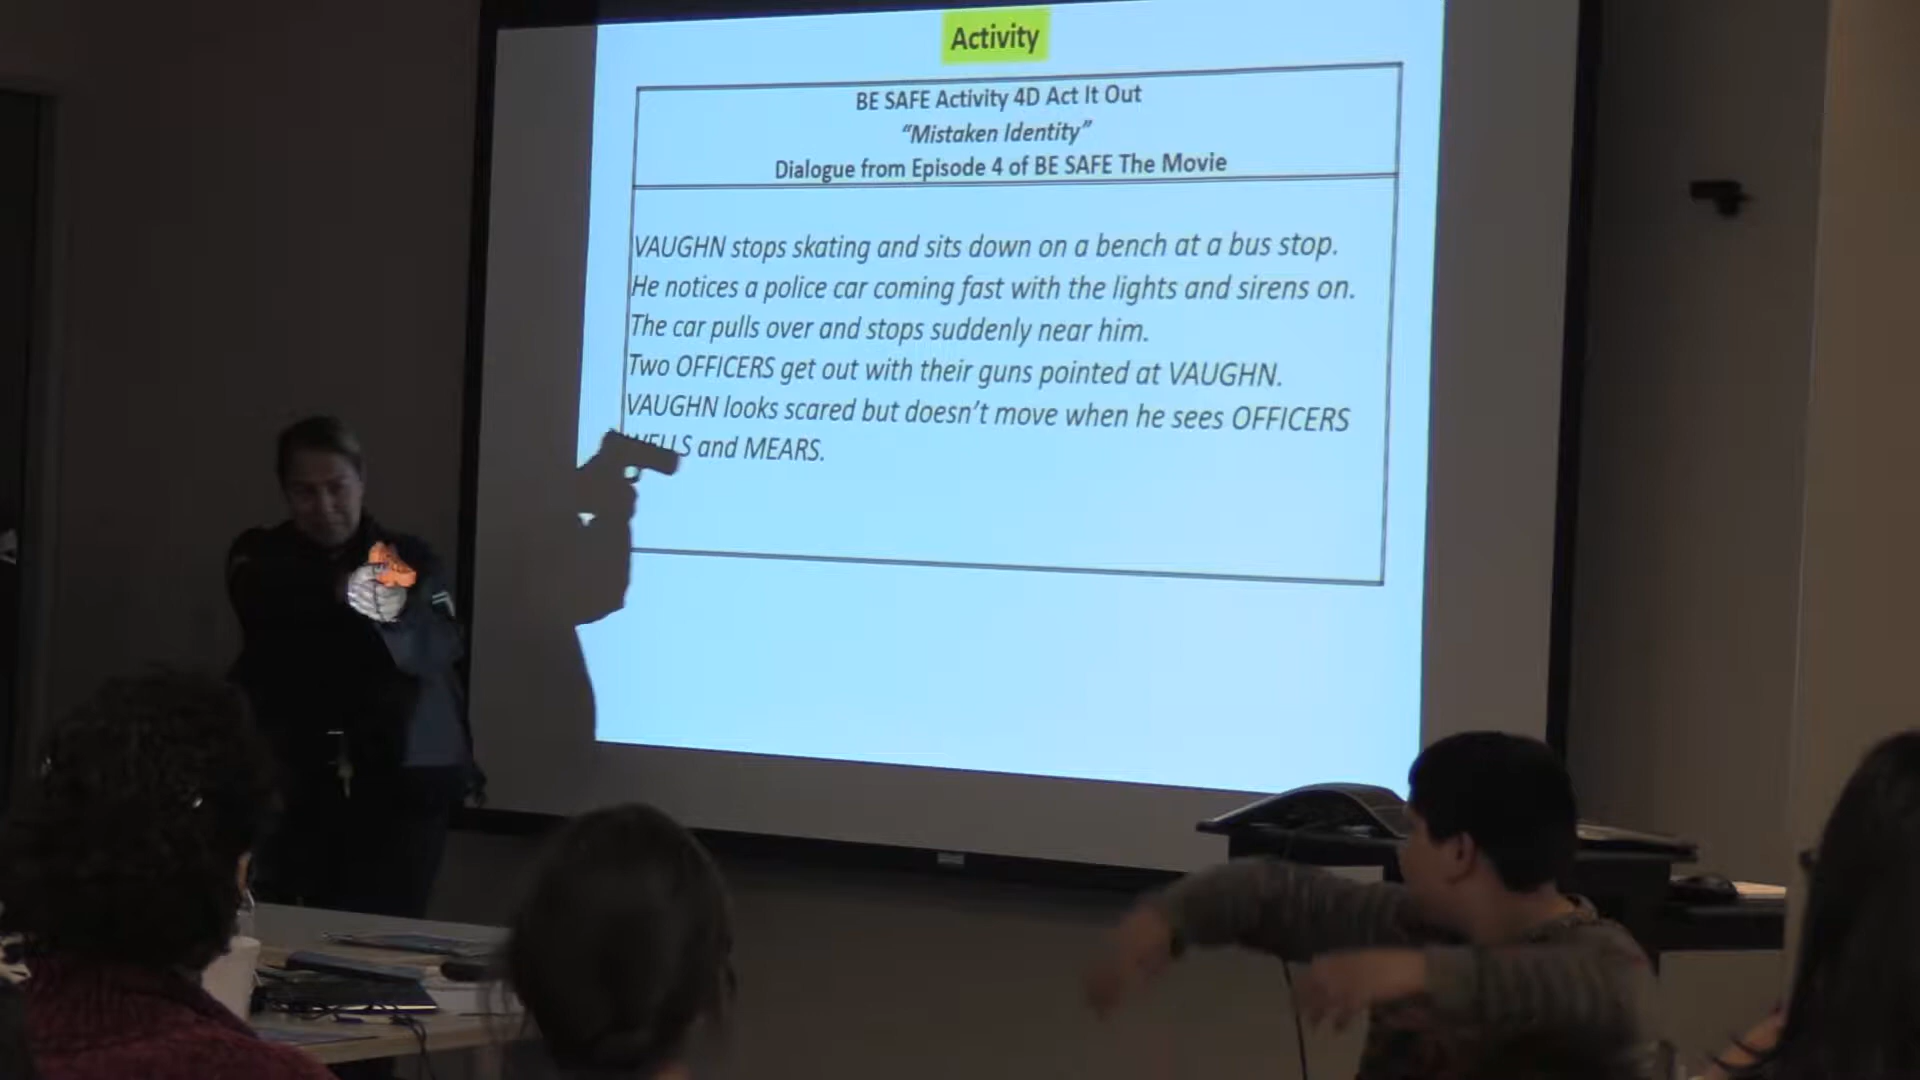 Activity
BE SAFE Activity 4D Act It Out
“Mistaken Identity”
Dialogue from Episode 4 of BE SAFE The Movie
VAUGHN stops skating and sits down on a bench at a bus stop.
He notices a police car coming fast with the lights and sirens on.
The car pulls over and stops suddenly near him.
Two OFFICERS get out with their guns pointed at VAUGHN.
VAUGHN looks scared but doesn’t move when he sees OFFICERS
WELLS and MEARS.